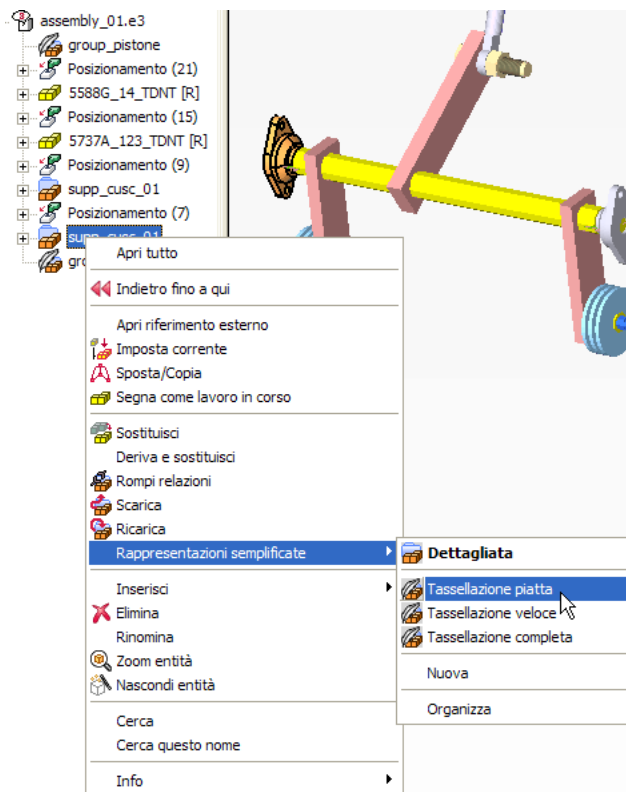 assembly_01.e3
group_pistone
Posizionamento (21)
5588G_14_TDNT [R]
Posizionamento (15)
5737A_123_TDNT [R]
Posizionamento (9)
supp_cusc_01
Posizionamento (7)
supp_cusc_01
Apri tutto
Indietro fino a qui
Apri riferimento esterno
Imposta corrente
Sposta/Copia
Segna come lavoro in corso
Sostituisci
Deriva e sostituisci
Rompi relazioni
Scarica
Ricarica
Rappresentazioni semplificate
Inserisci
Elimina
Rinomina
Zoom entità
Nascondi entità
Cerca
Cerca questo nome
Info
Dettagliata
Tassellazione piatta
Tassellazione veloce
Tassellazione completa
Nuova
Organizza